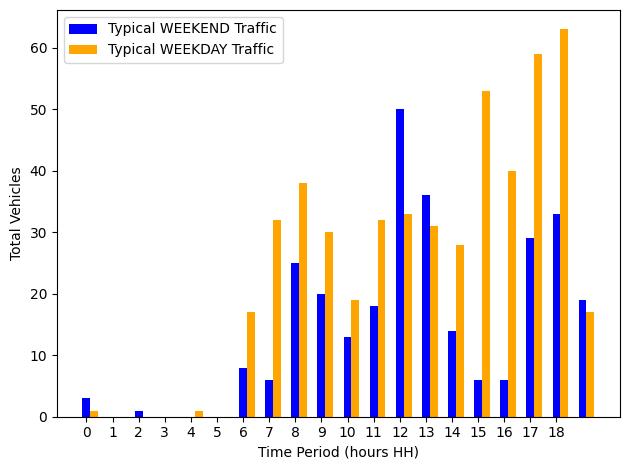 Typical WEEKEND Traffic
Typical WEEKDAY Traffic
60
50
40
30
20
10
0
Total Vehicles
0 1 2 3 4 5 6 7 8 9 10 11 12 13 14 15 16 17 18
Time Period (hours HH)